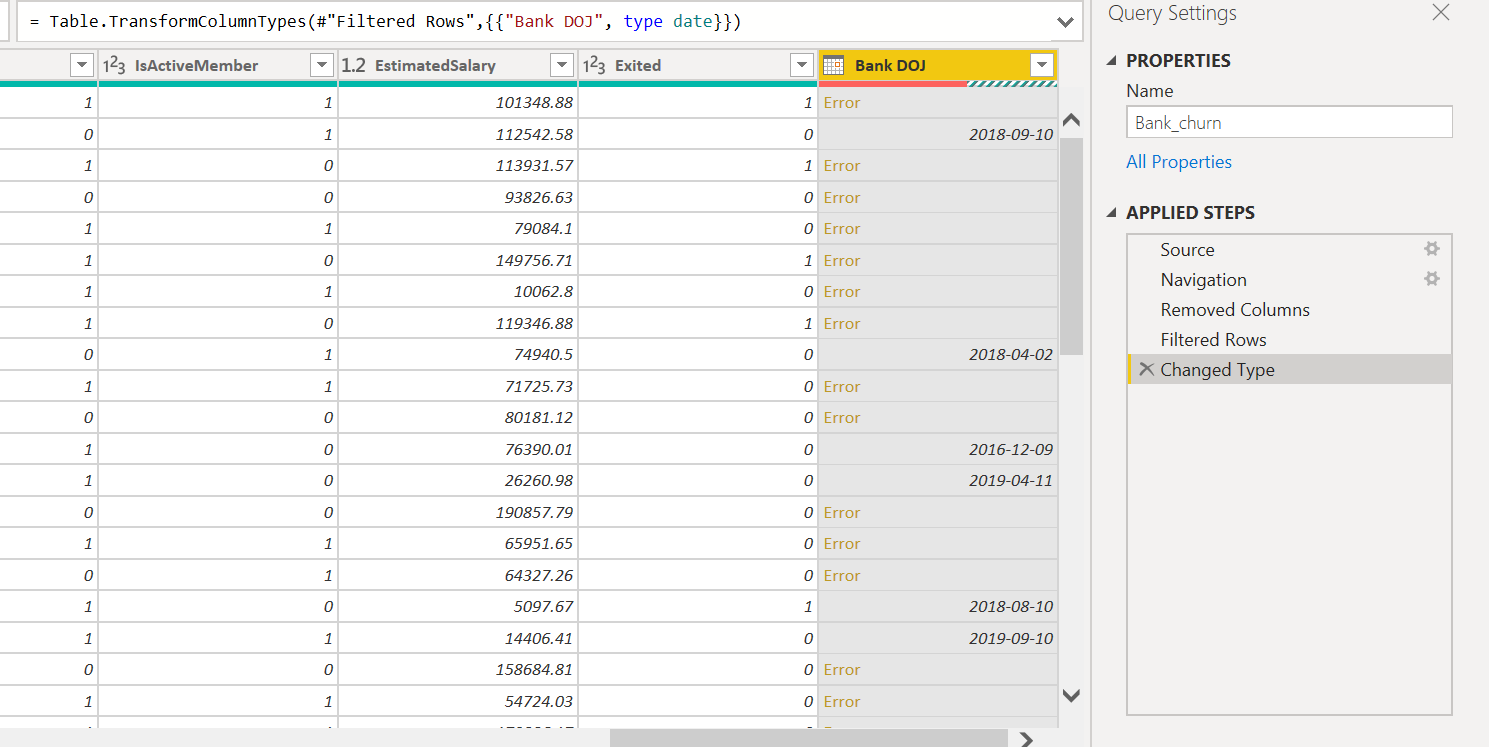 = Table.TransformColumnTypes(#"Filtered Rows",{{"Bank DOJ", type date}})
1²3 IsActiveMember 1.2 EstimatedSalary 1²3 Exited Bank DOJ
1 1 101348.88 1 Error
0 1 112542.58 0 2018-09-10
1 0 113931.57 1 Error
0 0 93826.63 0 Error
1 1 79084.1 0 Error
1 0 149756.71 1 Error
1 1 10062.8 0 Error
1 0 119346.88 1 Error
0 1 74940.5 0 2018-04-02
1 1 71725.73 0 Error
0 1 80181.12 0 Error
1 0 76390.01 0 2016-12-09
1 0 26260.98 0 2019-04-11
0 0 190857.79 0 Error
1 1 65951.65 0 Error
0 1 64327.26 0 Error
1 0 5097.67 1 2018-08-10
1 1 14406.41 0 2019-09-10
0 0 158684.81 0 Error
1 1 54724.03 0 Error
Query Settings
PROPERTIES
Name
Bank_churn
All Properties
APPLIED STEPS
Source
Navigation
Removed Columns
Filtered Rows
Changed Type